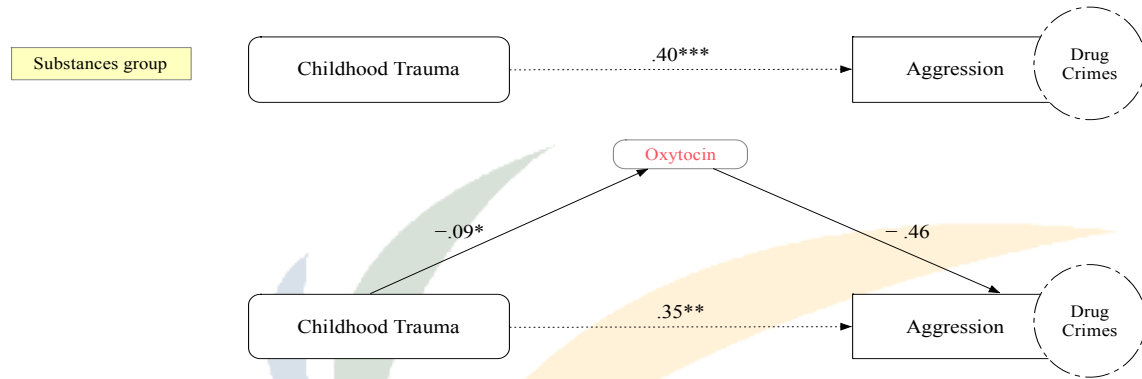 Substances group
Childhood Trauma
.40***
Aggression
Drug
Crimes
Oxytocin
−.09*
− .46
Childhood Trauma
.35**
Aggression
Drug
Crimes